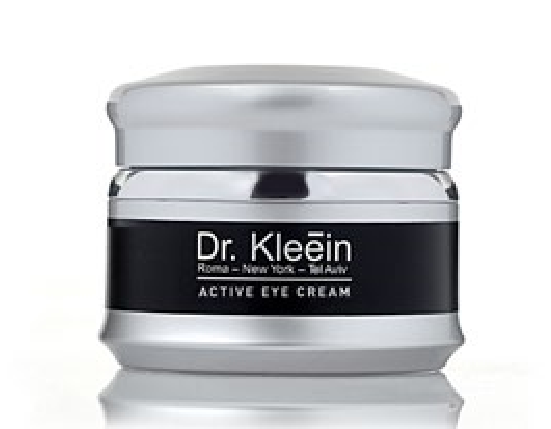 Dr. Kleēin
Roma – New York – Tel Aviv
ACTIVE EYE CREAM